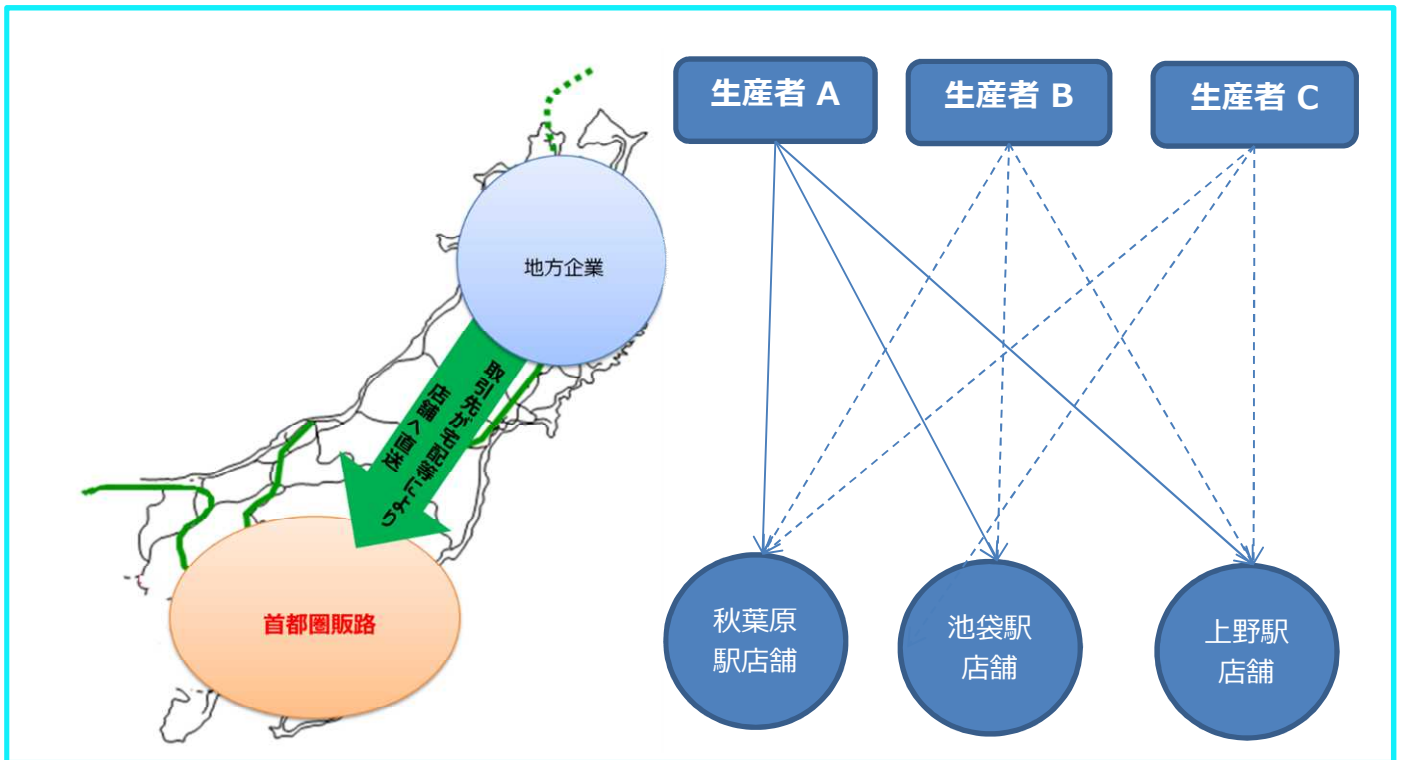 地方企業
取引先が宅配等により
店舗へ直送
首都圏販路
生産者 A
生産者 B
生産者 C
秋葉原
駅店舗
池袋駅
店舗
上野駅
店舗